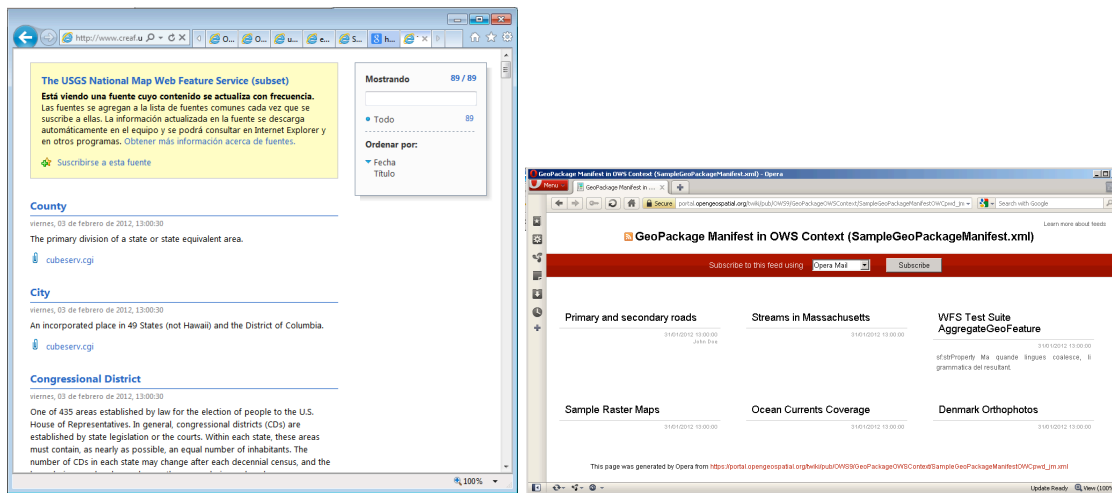 http://www.creaf.u
O...
O...
u...
e...
S...
h...
The USGS National Map Web Feature Service (subset)
Está viendo una fuente cuyo contenido se actualiza con frecuencia.
Las fuentes se agregan a la lista de fuentes comunes cada vez que se
suscribe a ellas. La información actualizada en la fuente se descarga
automáticamente en el equipo y se podrá consultar en Internet Explorer y
en otros programas. Obtener más información acerca de fuentes.
Suscribirse a esta fuente
Mostrando 89 / 89
Todo 89
Ordenar por:
Fecha
Título
County
viernes, 03 de febrero de 2012, 13:00:30
The primary division of a state or state equivalent area.
cubeserv.cgi
City
viernes, 03 de febrero de 2012, 13:00:30
An incorporated place in 49 States (not Hawaii) and the District of Columbia.
cubeserv.cgi
Congressional District
viernes, 03 de febrero de 2012, 13:00:30
One of 435 areas established by law for the election of people to the U.S.
House of Representatives. In general, congressional districts (CDs) are
established by state legislation or the courts. Within each state, these areas
must contain, as nearly as possible, an equal number of inhabitants. The
number of CDs in each state may change after each decennial census, and the
100%
GeoPackage Manifest in OWS Context (SampleGeoPackageManifest.xml) - Opera
Menu
GeoPackage Manifest in ...
Secure portal.opengeospatial.org/twiki/pub/OWS9/GeoPackageOWSContext/SampleGeoPackageManifestOWCpwd_jm
Search with Google
Learn more about feeds
GeoPackage Manifest in OWS Context (SampleGeoPackageManifest.xml)
Subscribe to this feed using Opera Mail Subscribe
Primary and secondary roads
31/01/2012 13:00:00
John Doe
Streams in Massachusetts
31/01/2012 13:00:00
WFS Test Suite
AggregateGeoFeature
31/01/2012 13:00:00
sf:strProperty Ma quande lingues coalesce, li
grammatica del resultant.
Sample Raster Maps
31/01/2012 13:00:00
Ocean Currents Coverage
31/01/2012 13:00:00
Denmark Orthophotos
31/01/2012 13:00:00
This page was generated by Opera from https://portal.opengeospatial.org/twiki/pub/OWS9/GeoPackageOWSContext/SampleGeoPackageManifestOWCpwd_jm.xml
Update Ready View (100%